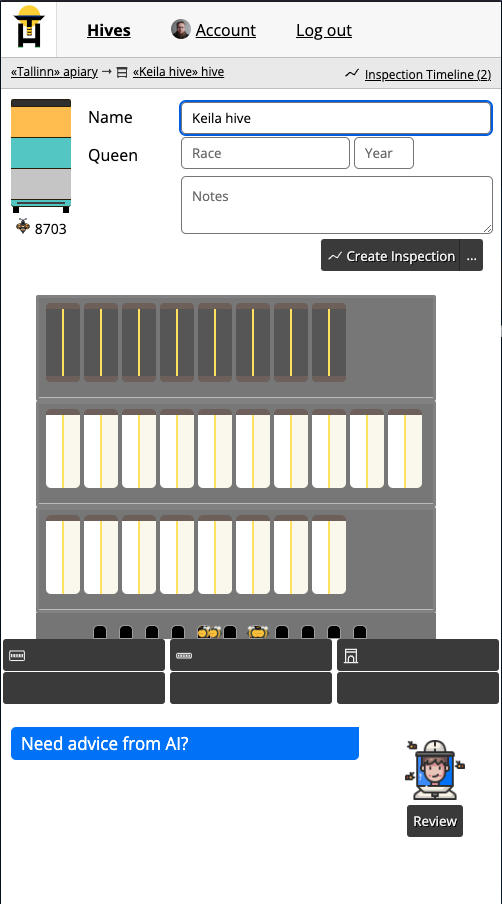 Hives Account Log out
«Tallinn» apiary → «Keila hive» hive Inspection Timeline (2)
Name Keila hive
Queen Race Year
Notes
8703
Create Inspection ...
Need advice from AI?
Review